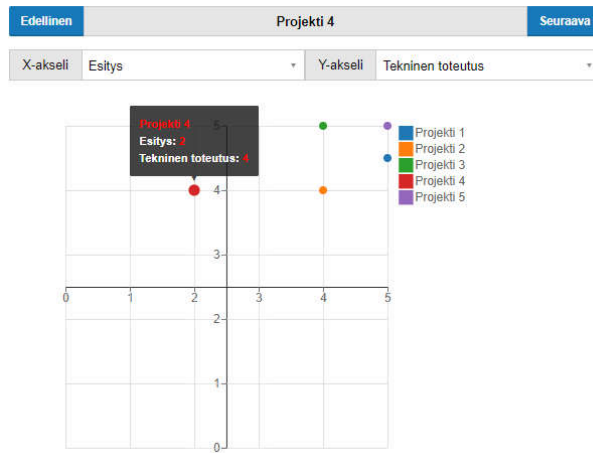 Edellinen
Projekti 4
Seuraava
X-akseli
Esitys
Y-akseli
Tekninen toteutus
Projekti 4
Esitys: 2
Tekninen toteutus: 4
5
4
3
2
1
0
0
1
2
3
4
5
Projekti 1
Projekti 2
Projekti 3
Projekti 4
Projekti 5